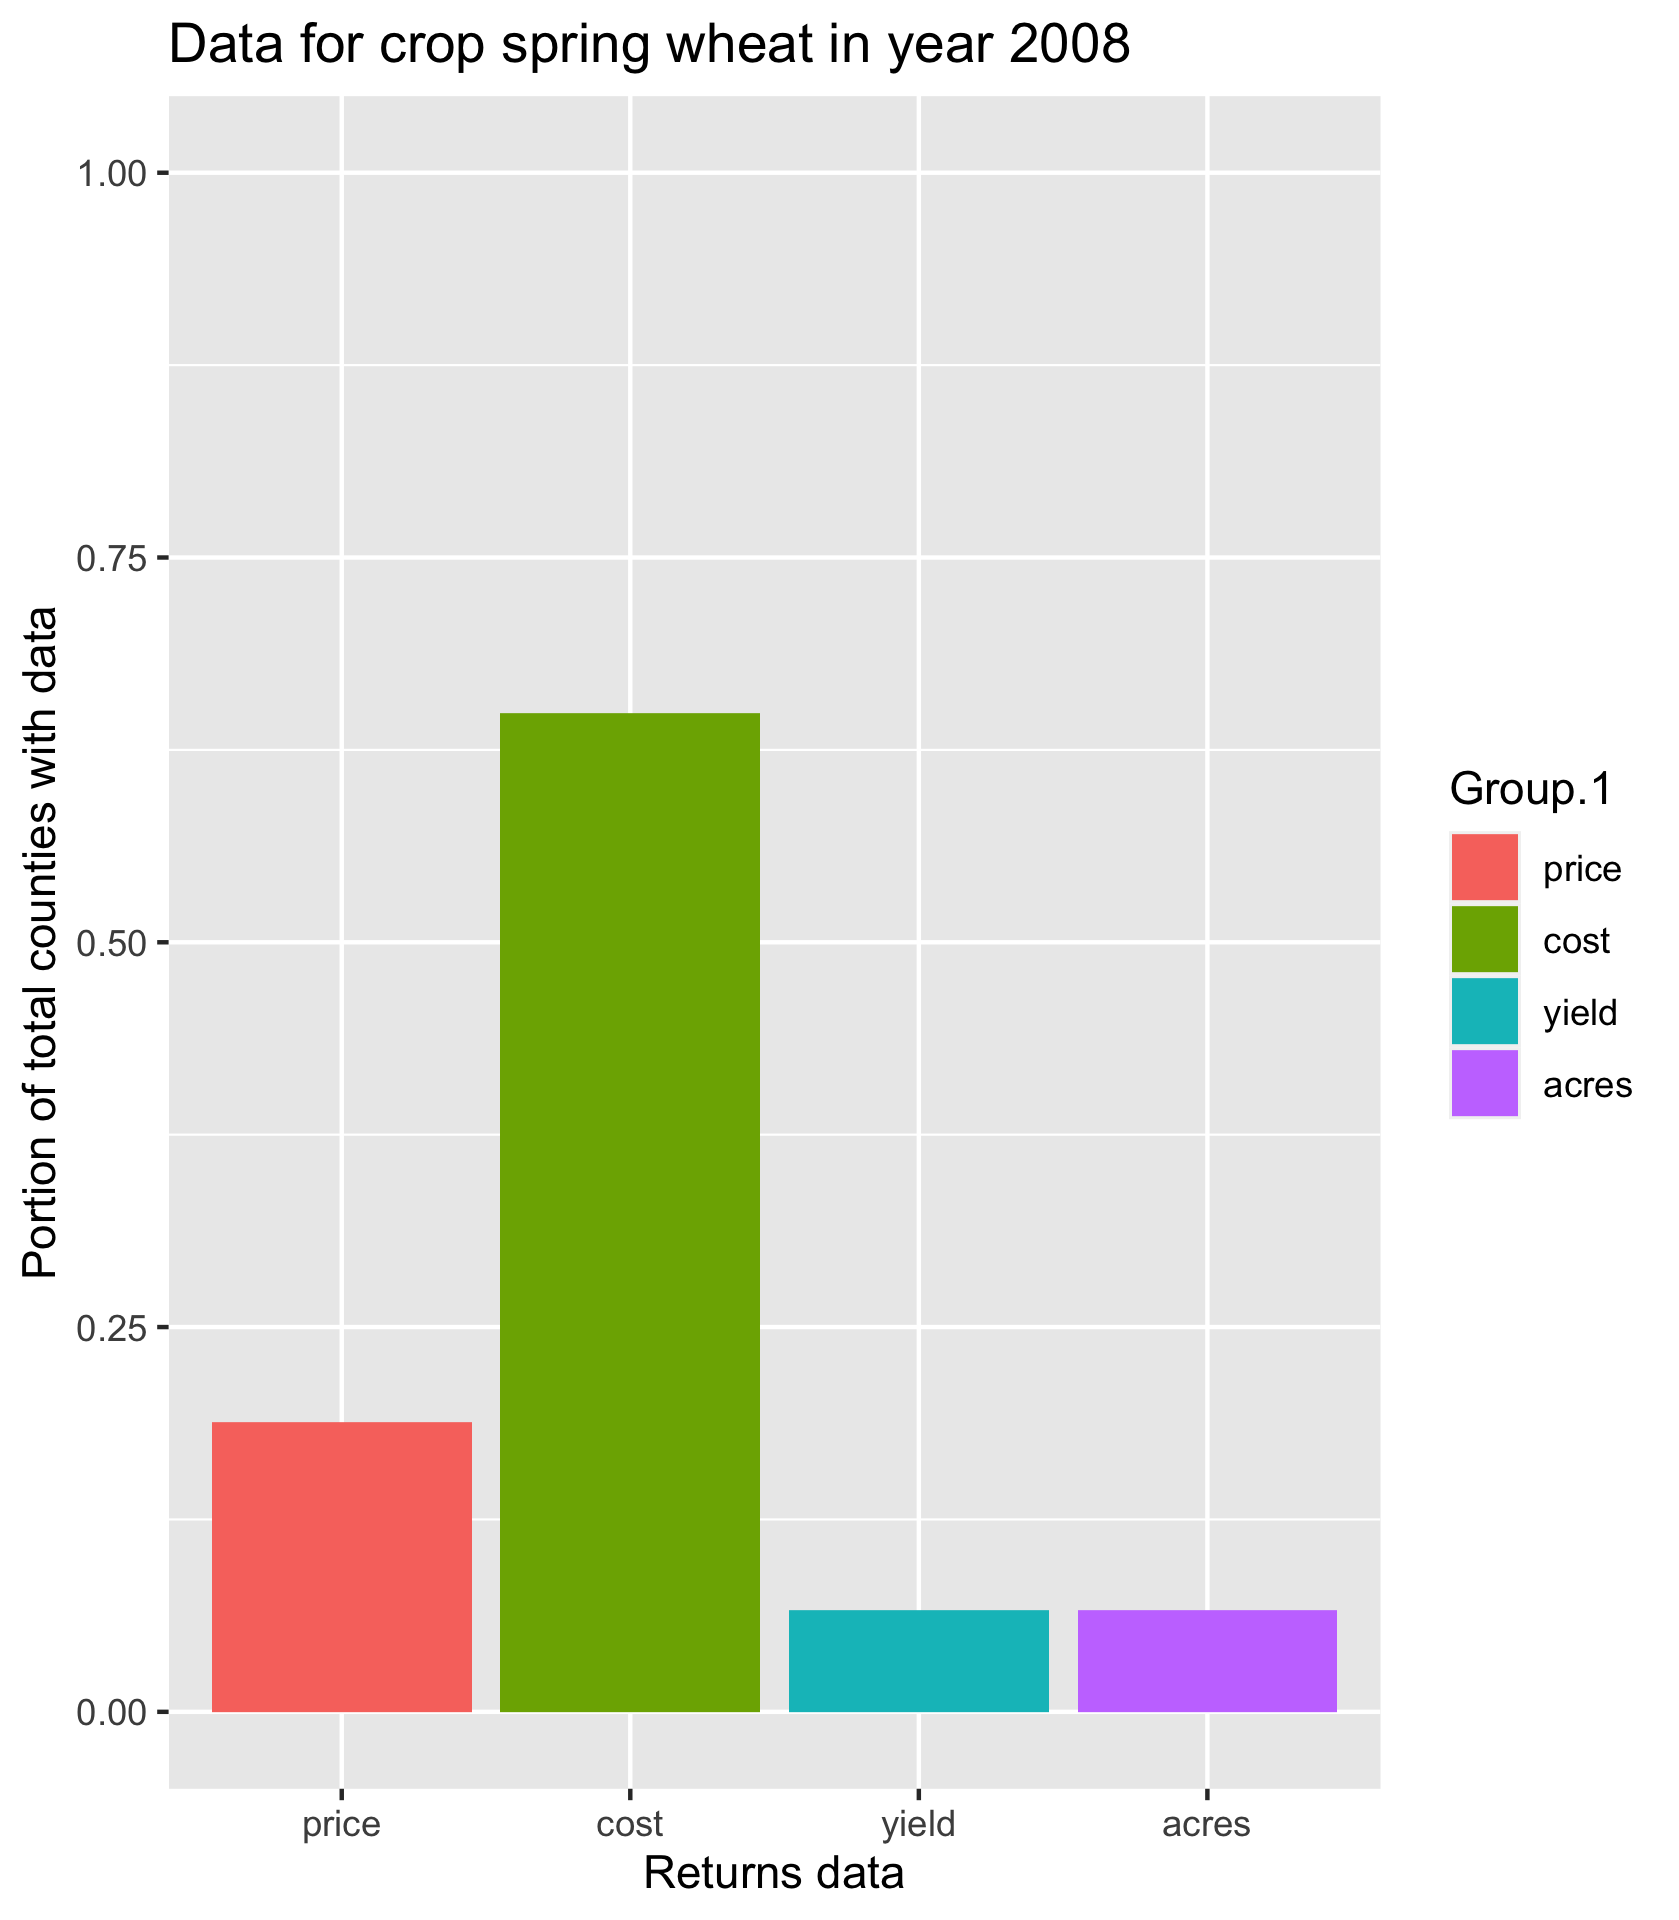 Data for crop spring wheat in year 2008
Portion of total counties with data
1.00
0.75
0.50
0.25
0.00
price
cost
yield
acres
Returns data
Group.1
price
cost
yield
acres